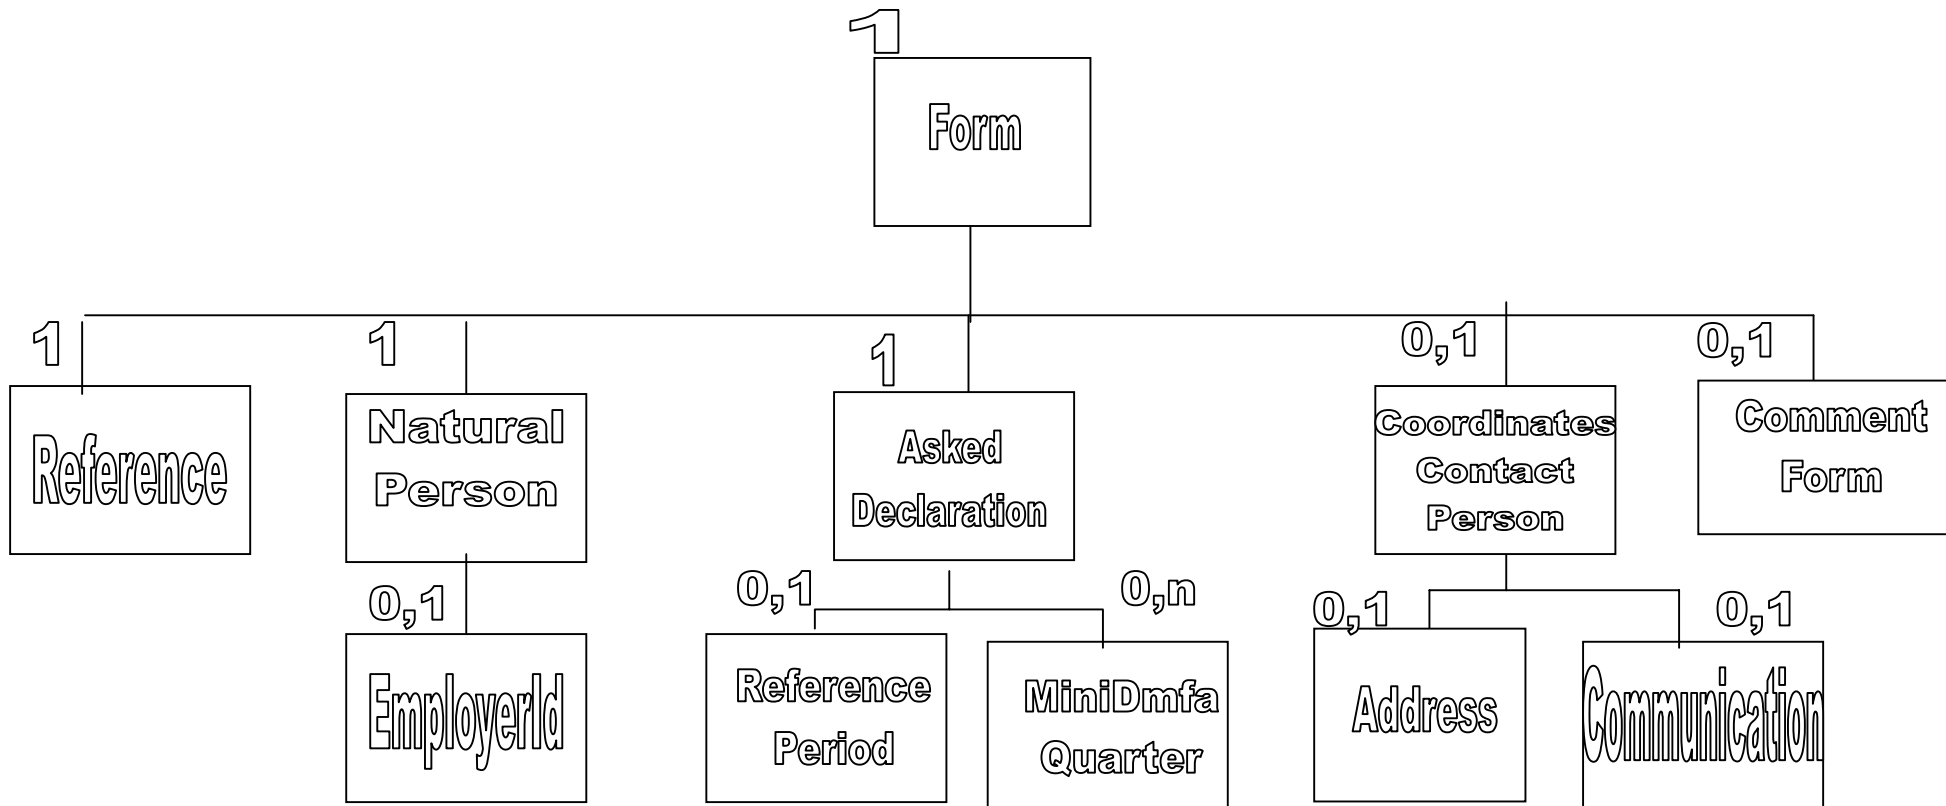 1
Form
1
1
1
0,1
0,1
Reference
Natural
Person
Asked
Declaration
Coordinates
Contact
Person
Comment
Form
0,1
0,1
0,n
0,1
0,1
EmployerId
Reference
Period
MiniDmfa
Quarter
Address
Communication